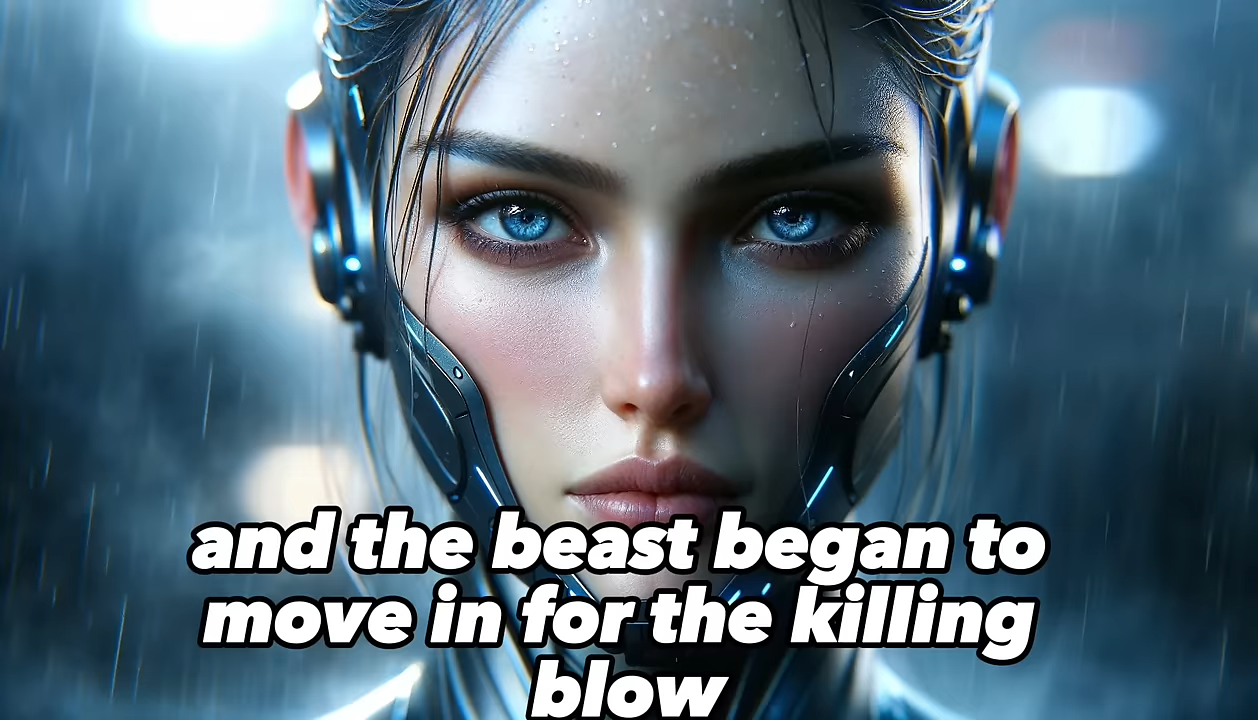 and the beast began to
move in for the killing
blow